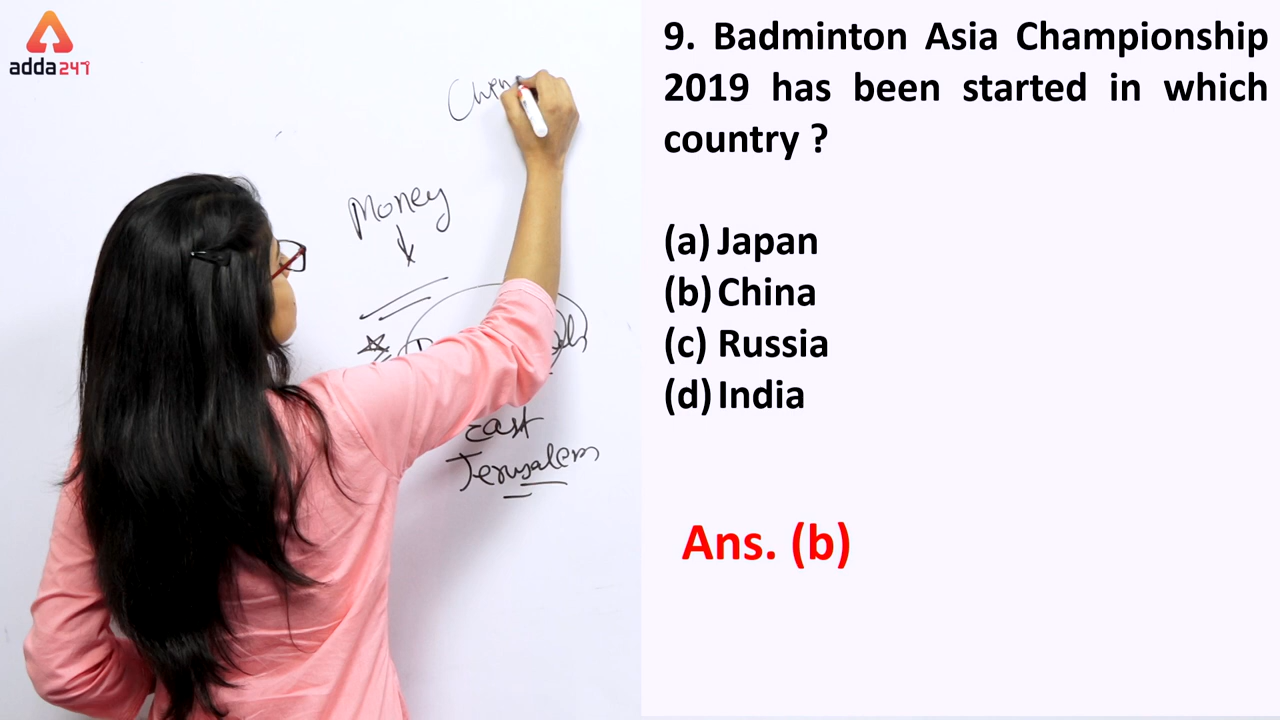 adda247
Money
East
Jerusalem
9. Badminton Asia Championship
2019 has been started in which
country ?
(a) Japan
(b) China
(c) Russia
(d) India
Ans. (b)